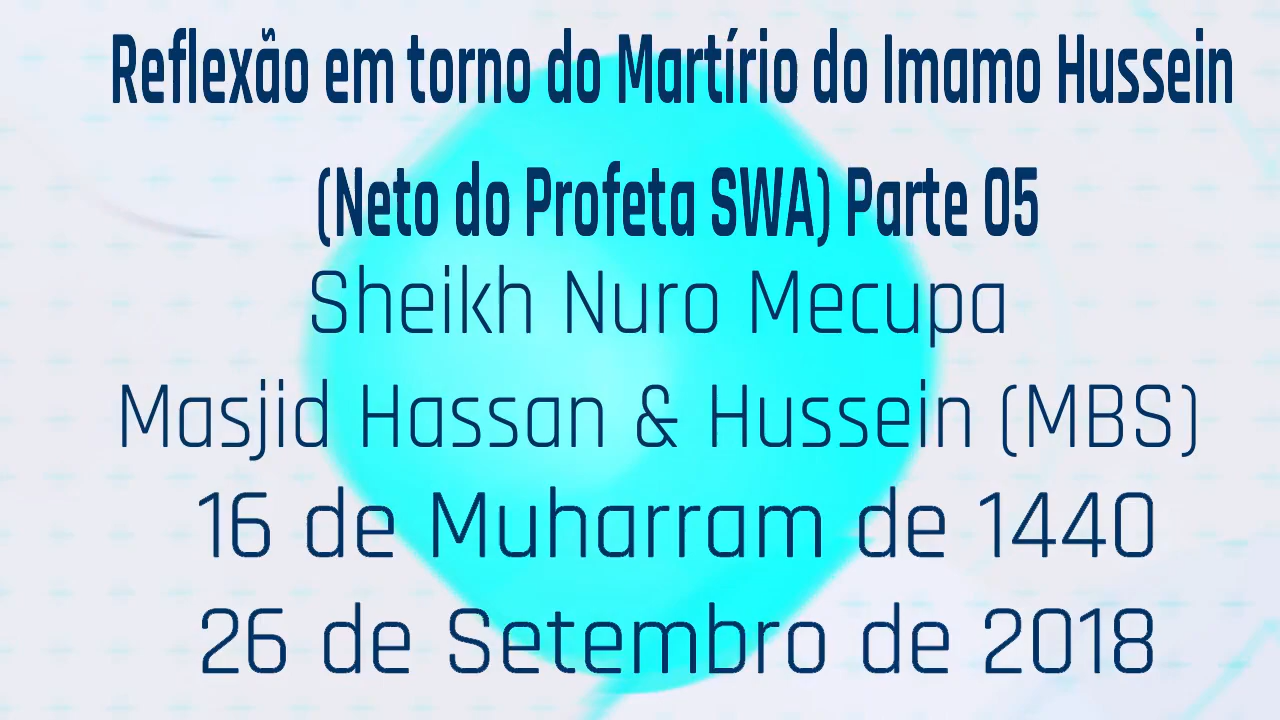 Reflexão em torno do Martírio do Imamo Hussein
(Neto do Profeta SWA) Parte 05
Sheikh Nuro Mecupa
Masjid Hassan & Hussein (MBS)
16 de Muharram de 1440
26 de Setembro de 2018